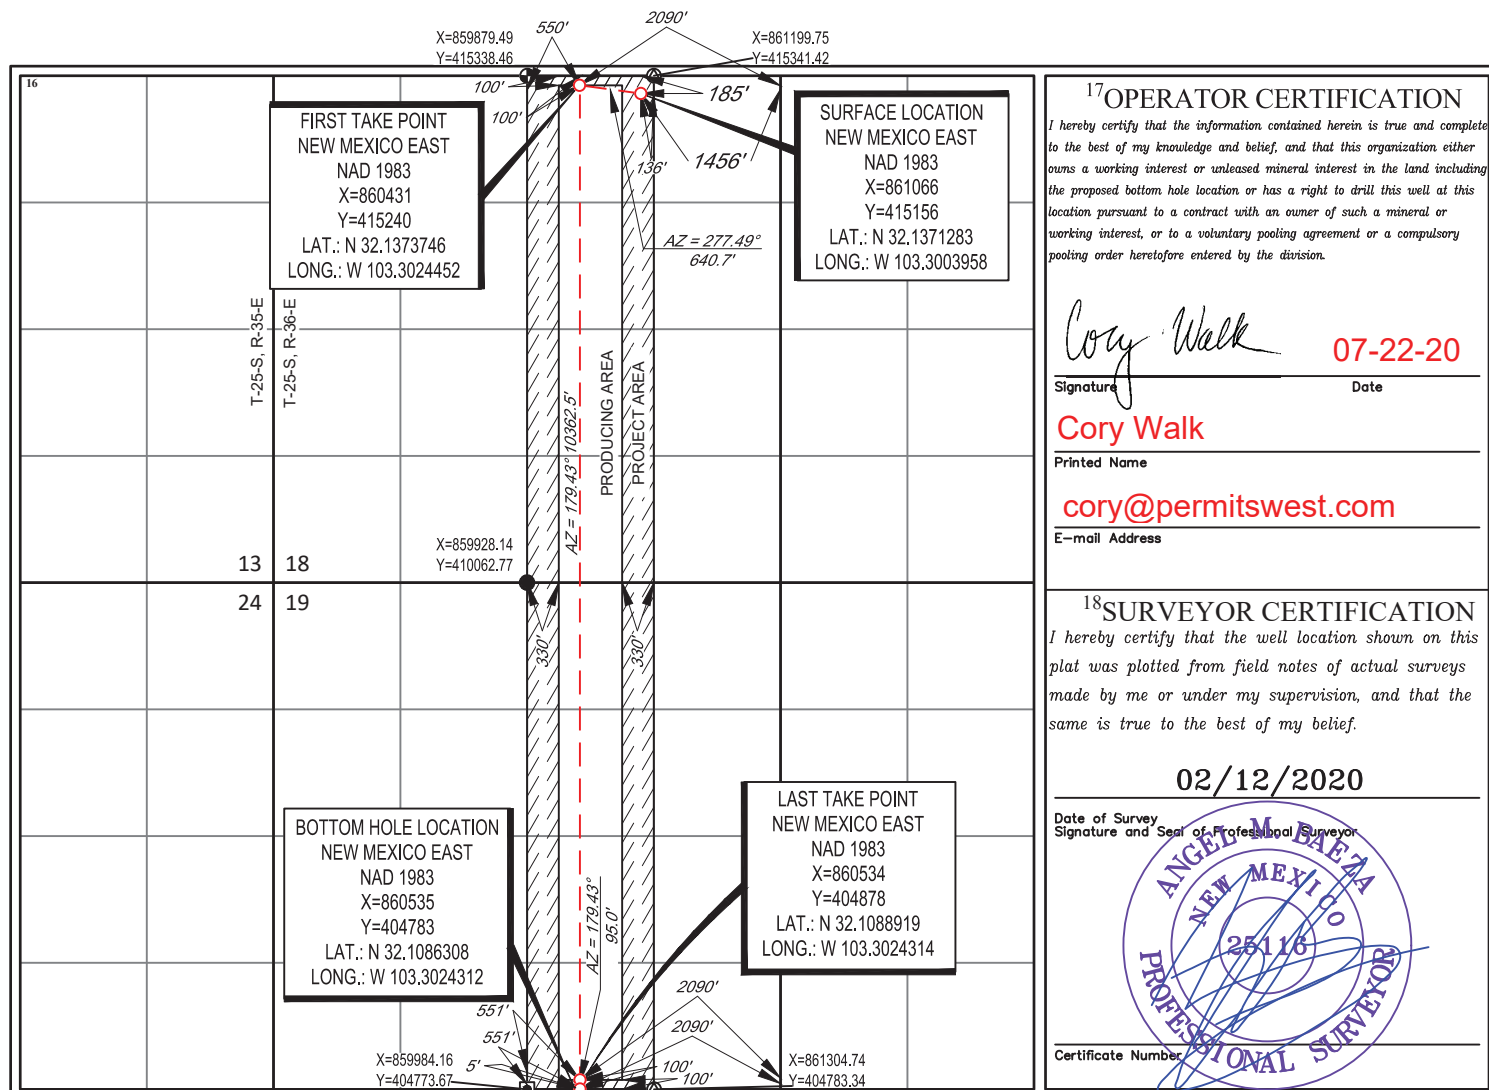 550'
2090'
X=859879.49
Y=415338.46
X=861199.75
Y=415341.42
16
100'
100'
185'
1456'
136'
FIRST TAKE POINT
NEW MEXICO EAST
NAD 1983
X=860431
Y=415240
LAT.: N 32.1373746
LONG.: W 103.3024452
SURFACE LOCATION
NEW MEXICO EAST
NAD 1983
X=861066
Y=415156
LAT.: N 32.1371283
LONG.: W 103.3003958
AZ = 277.49°
640.7'
T-25-S, R-35-E
T-25-S, R-36-E
AZ = 179.43° 10362.5'
PRODUCING AREA
PROJECT AREA
X=859928.14
Y=410062.77
13 18
24 19
330'
330'
BOTTOM HOLE LOCATION
NEW MEXICO EAST
NAD 1983
X=860535
Y=404783
LAT.: N 32.1086308
LONG.: W 103.3024312
LAST TAKE POINT
NEW MEXICO EAST
NAD 1983
X=860534
Y=404878
LAT.: N 32.1088919
LONG.: W 103.3024314
AZ = 179.43°
95.0'
551'
551'
5'
2090'
2090'
100'
100'
X=859984.16
Y=404773.67
X=861304.74
Y=404783.34
17 OPERATOR CERTIFICATION
I hereby certify that the information contained herein is true and complete
to the best of my knowledge and belief, and that this organization either
owns a working interest or unleased mineral interest in the land including
the proposed bottom hole location or has a right to drill this well at this
location pursuant to a contract with an owner of such a mineral or
working interest, or to a voluntary pooling agreement or a compulsory
pooling order heretofore entered by the division.
Cory Walk
07-22-20
Signature Date
Cory Walk
Printed Name
cory@permitswest.com
E-mail Address
18 SURVEYOR CERTIFICATION
I hereby certify that the well location shown on this
plat was plotted from field notes of actual surveys
made by me or under my supervision, and that the
same is true to the best of my belief.
02/12/2020
Date of Survey
Signature and Seal of Professional Surveyor
ANGEL M. BAEZA
NEW MEXICO
25116
PROFESSIONAL SURVEYOR
Certificate Number